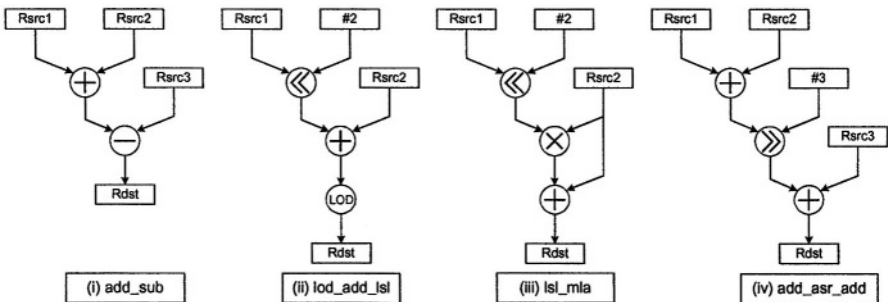 Rsrc1 Rsrc2 Rsrc1 #2 Rsrc1 #2 Rsrc1 Rsrc2
Rsrc3 Rsrc2 Rsrc2 #3
Rsrc3
LOD
Rdst Rdst Rdst Rdst
(i) add_sub (ii) lod_add_lsl (iii) lsl_mla (iv) add_asr_add